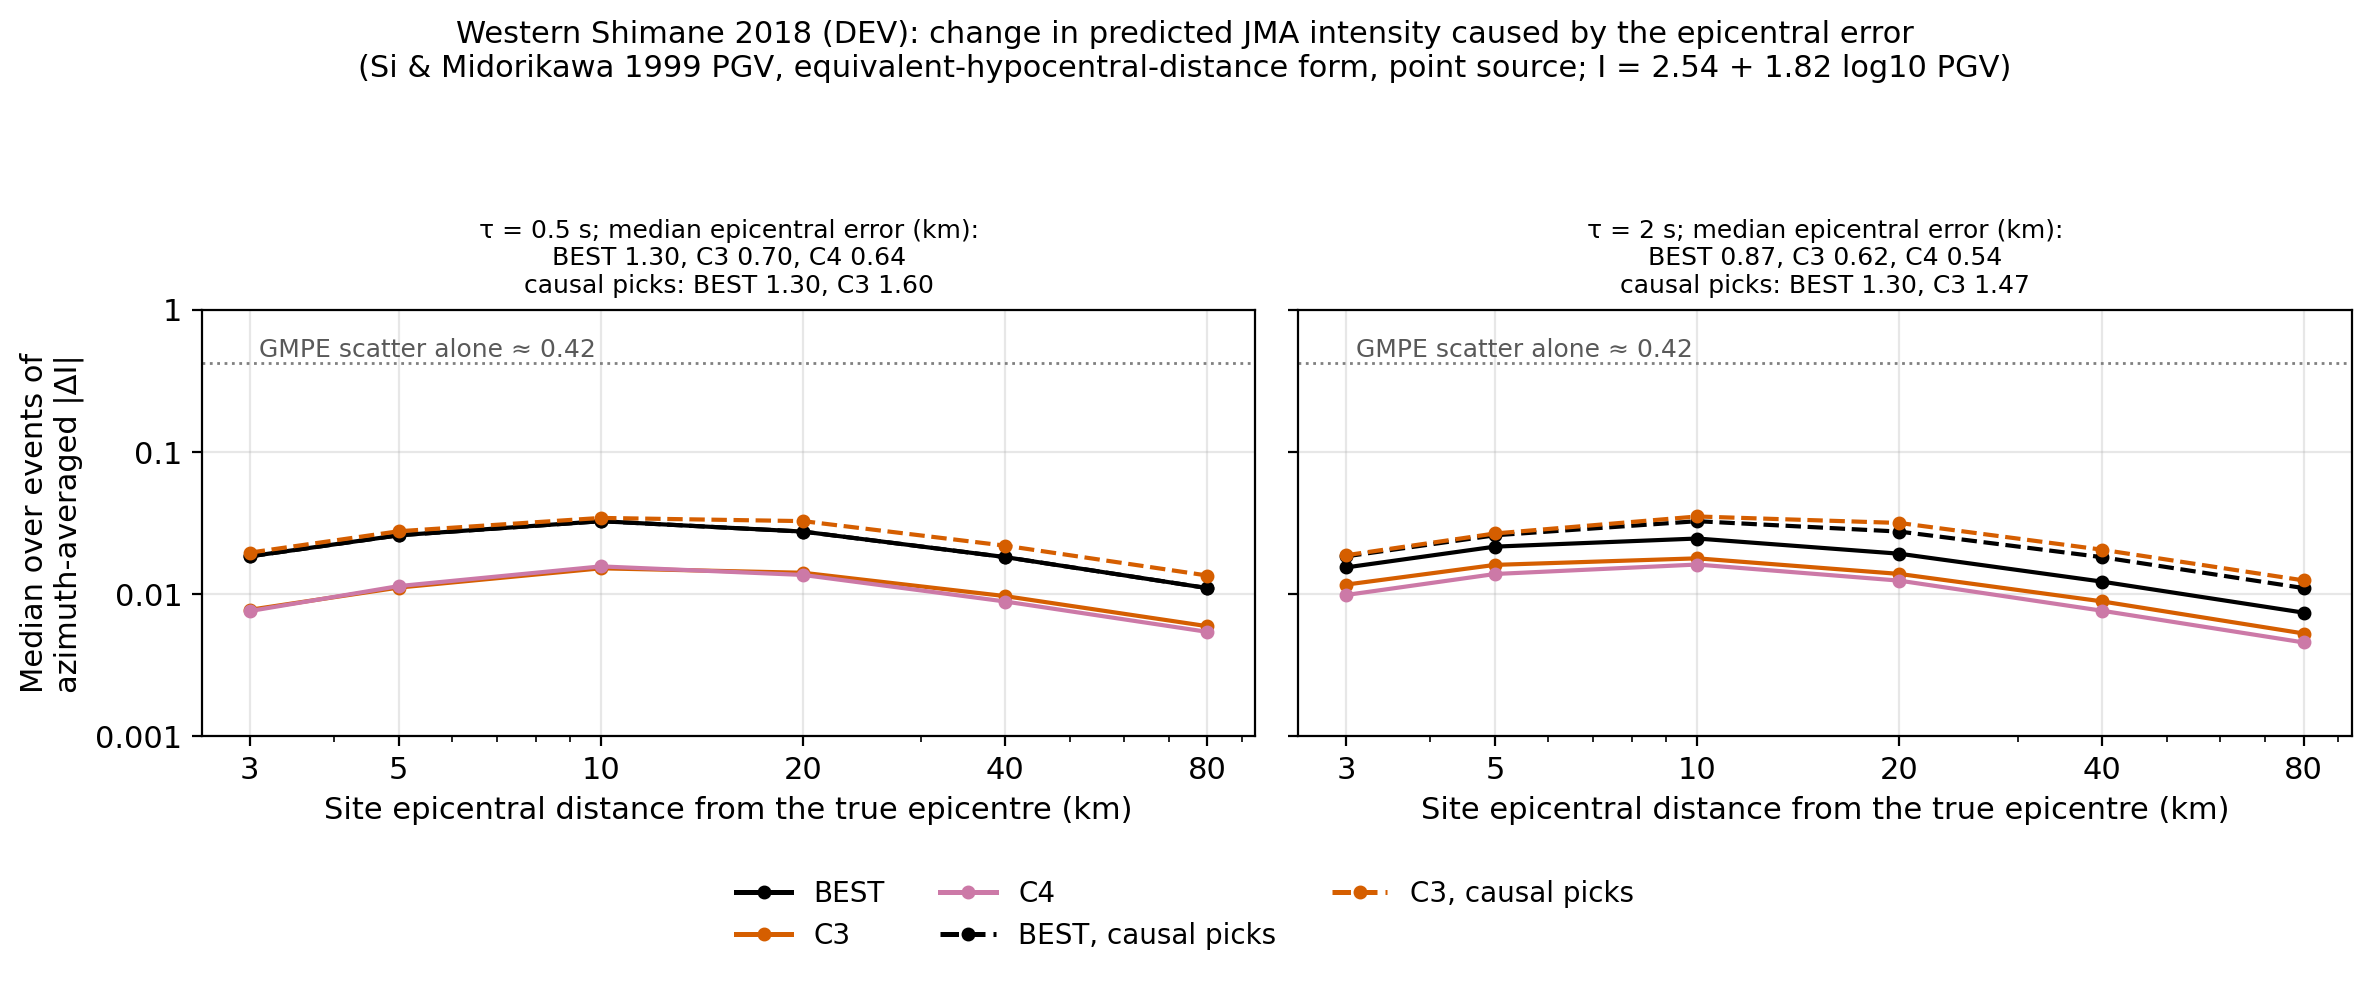 Western Shimane 2018 (DEV): change in predicted JMA intensity caused by the epicentral error
(Si & Midorikawa 1999 PGV, equivalent-hypocentral-distance form, point source; I = 2.54 + 1.82 log10 PGV)
τ = 0.5 s; median epicentral error (km):
BEST 1.30, C3 0.70, C4 0.64
causal picks: BEST 1.30, C3 1.60
τ = 2 s; median epicentral error (km):
BEST 0.87, C3 0.62, C4 0.54
causal picks: BEST 1.30, C3 1.47
Median over events of
azimuth-averaged |ΔI|
1
0.1
0.01
0.001
GMPE scatter alone ≈ 0.42
3 5 10 20 40 80
Site epicentral distance from the true epicentre (km)
GMPE scatter alone ≈ 0.42
3 5 10 20 40 80
Site epicentral distance from the true epicentre (km)
BEST
C3
C4
BEST, causal picks
C3, causal picks